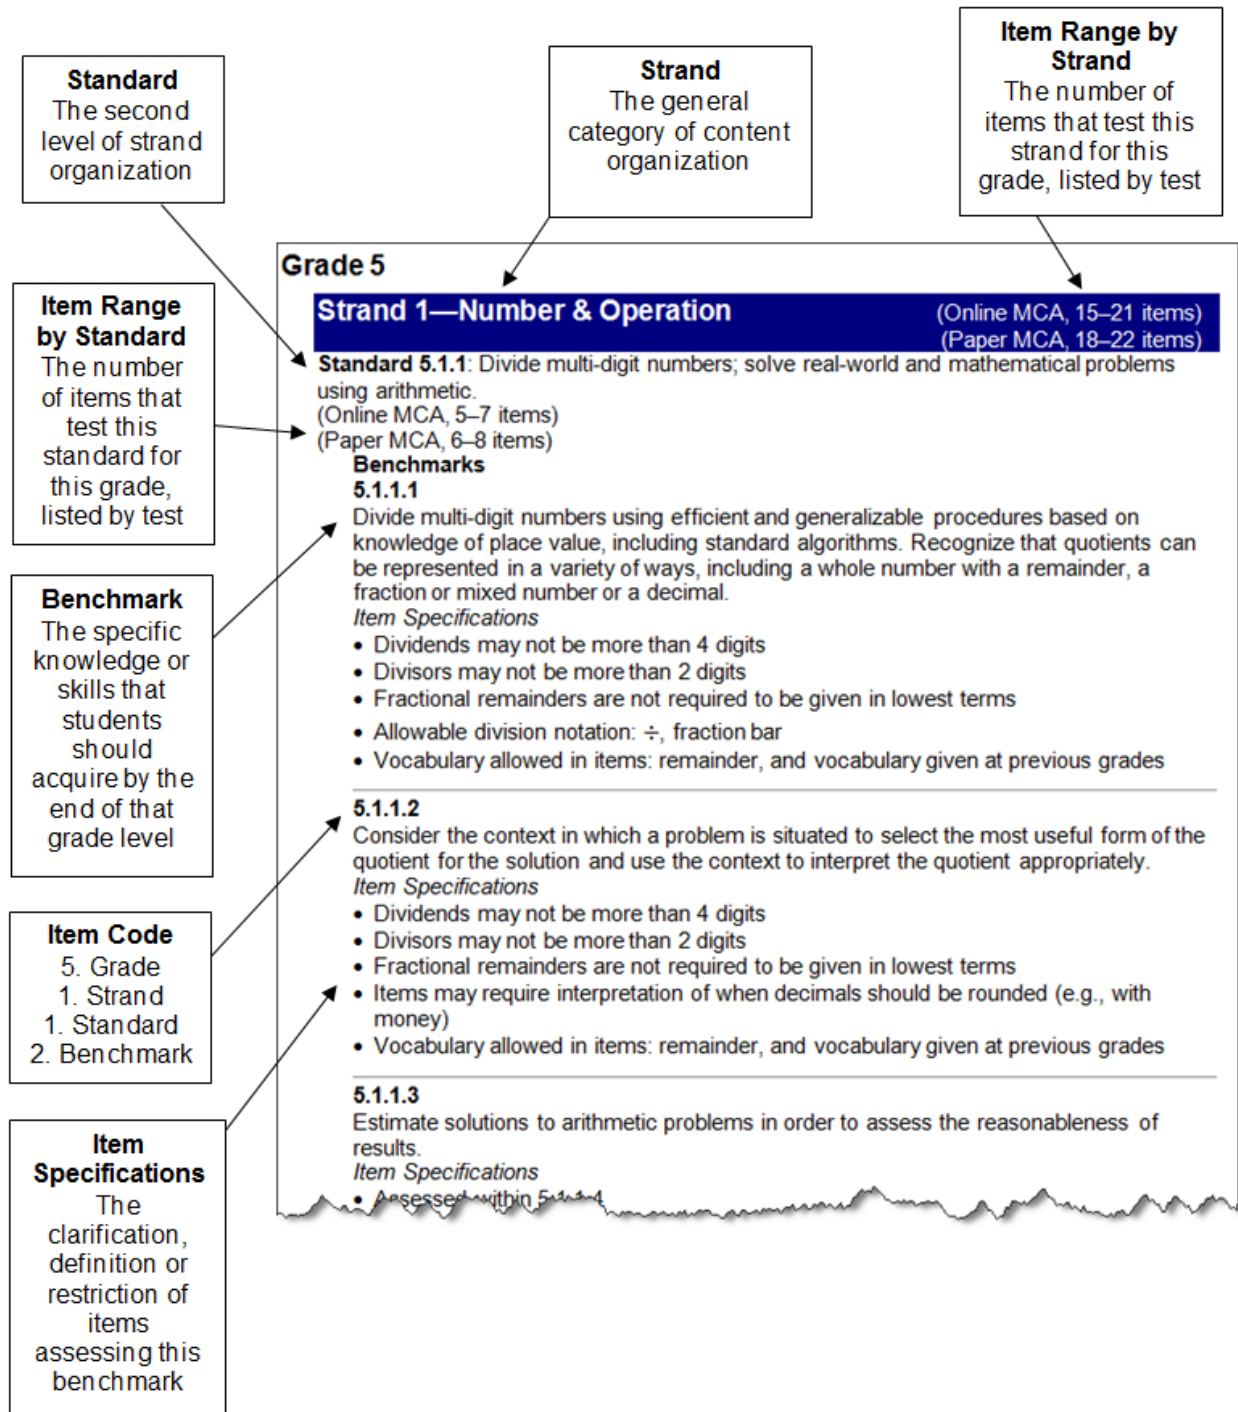 Standard
The second
level of strand
organization
Strand
The general
category of content
organization
Item Range by
Strand
The number of
items that test this
strand for this
grade, listed by test
Item Range
by Standard
The number
of items that
test this
standard for
this grade,
listed by test
Benchmark
The specific
knowledge or
skills that
students
should
acquire by the
end of that
grade level
Item Code
5. Grade
1. Strand
1. Standard
2. Benchmark
Item
Specifications
The
clarification,
definition or
restriction of
items
assessing this
benchmark
Grade 5
Strand 1—Number & Operation
(Online MCA, 15–21 items)
(Paper MCA, 18–22 items)
Standard 5.1.1: Divide multi-digit numbers; solve real-world and mathematical problems
using arithmetic.
(Online MCA, 5–7 items)
(Paper MCA, 6–8 items)
Benchmarks
5.1.1.1
Divide multi-digit numbers using efficient and generalizable procedures based on
knowledge of place value, including standard algorithms. Recognize that quotients can
be represented in a variety of ways, including a whole number with a remainder, a
fraction or mixed number or a decimal.
Item Specifications
• Dividends may not be more than 4 digits
• Divisors may not be more than 2 digits
• Fractional remainders are not required to be given in lowest terms
• Allowable division notation: ÷, fraction bar
• Vocabulary allowed in items: remainder, and vocabulary given at previous grades
5.1.1.2
Consider the context in which a problem is situated to select the most useful form of the
quotient for the solution and use the context to interpret the quotient appropriately.
Item Specifications
• Dividends may not be more than 4 digits
• Divisors may not be more than 2 digits
• Fractional remainders are not required to be given in lowest terms
• Items may require interpretation of when decimals should be rounded (e.g., with
money)
• Vocabulary allowed in items: remainder, and vocabulary given at previous grades
5.1.1.3
Estimate solutions to arithmetic problems in order to assess the reasonableness of
results.
Item Specifications
• Assessed within 5.1.1.4